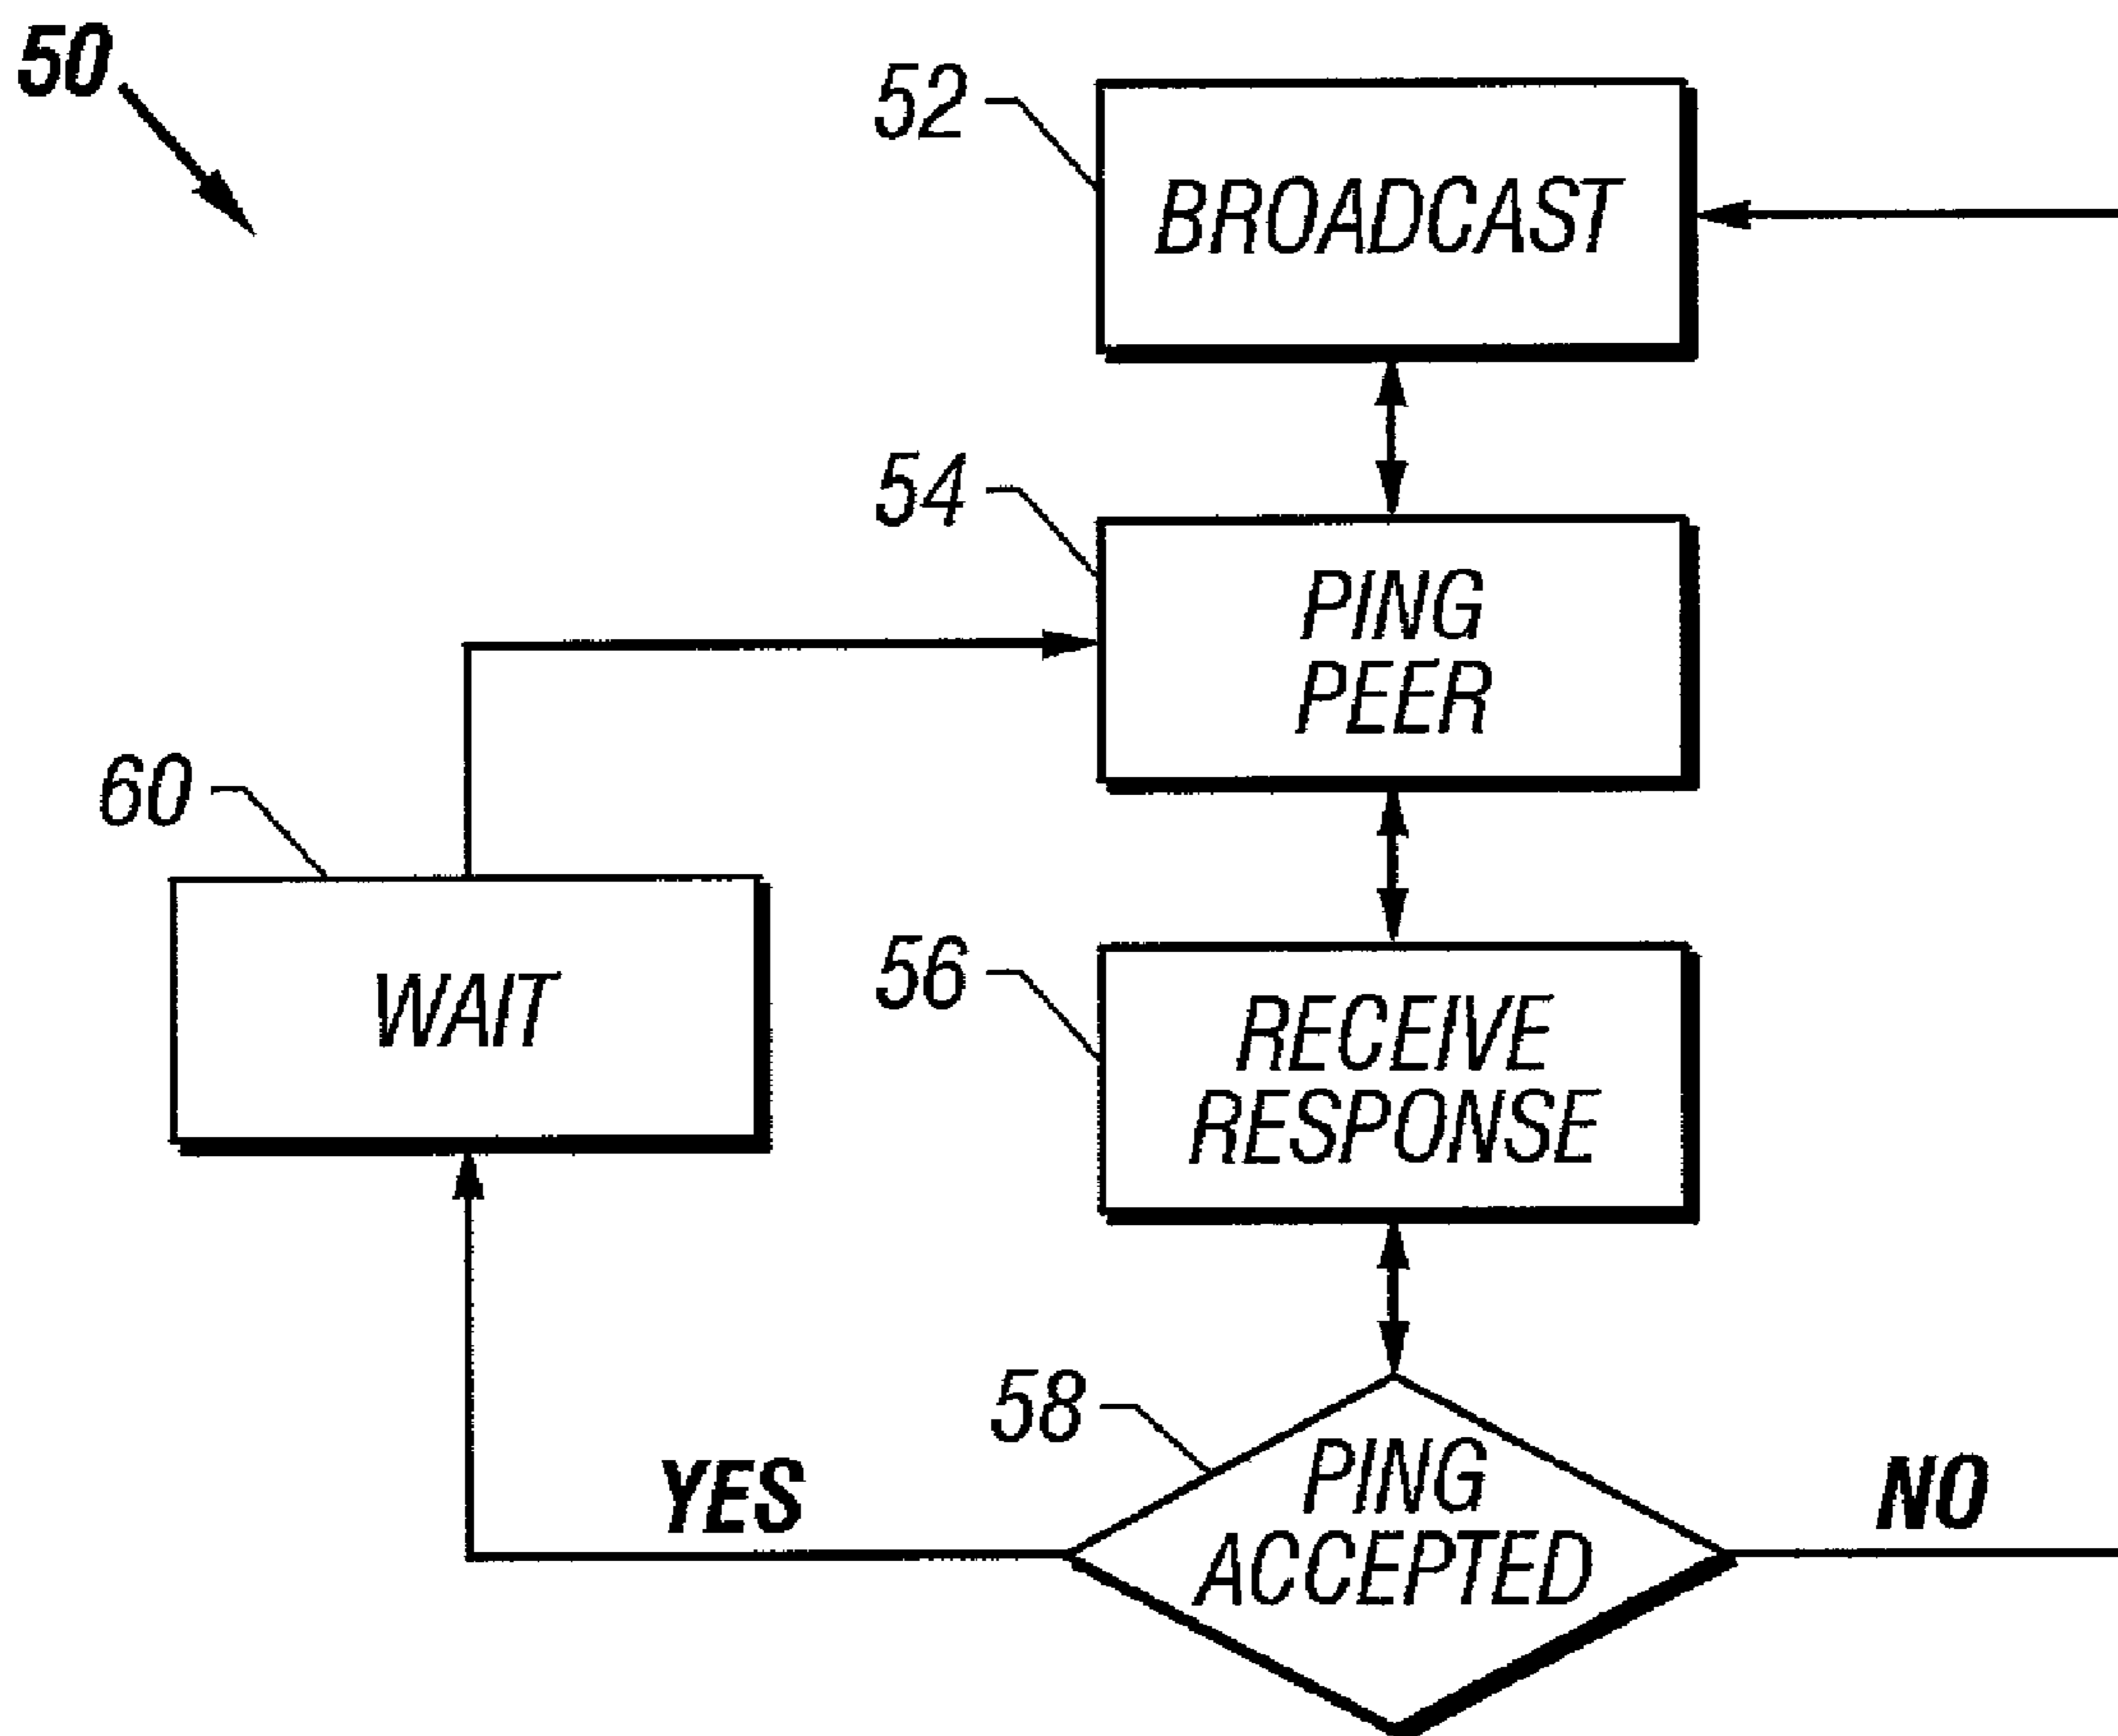 50
52
BROADCAST
54
PING
PEER
60
WAIT
56
RECEIVE
RESPONSE
58
PING
ACCEPTED
YES
NO